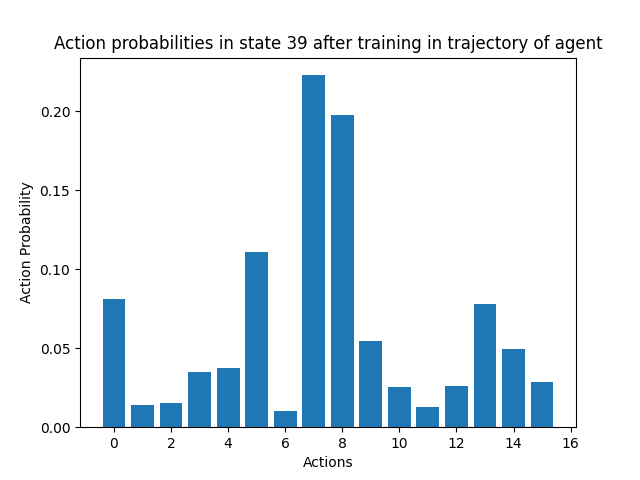 Action probabilities in state 39 after training in trajectory of agent
Action Probability
0.20
0.15
0.10
0.05
0.00
0 2 4 6 8 10 12 14 16
Actions